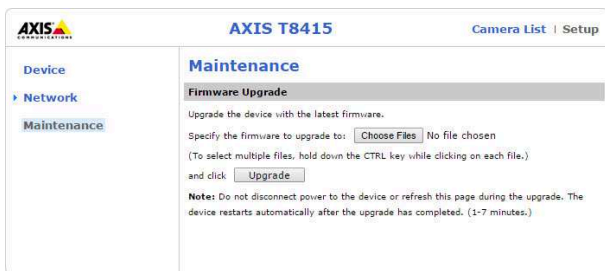 AXIS
COMMUNICATIONS
AXIS T8415
Camera List | Setup
Device
Network
Maintenance
Maintenance
Firmware Upgrade
Upgrade the device with the latest firmware.
Specify the firmware to upgrade to: Choose Files No file chosen
(To select multiple files, hold down the CTRL key while clicking on each file.)
and click Upgrade
Note: Do not disconnect power to the device or refresh this page during the upgrade. The
device restarts automatically after the upgrade has completed. (1-7 minutes.)